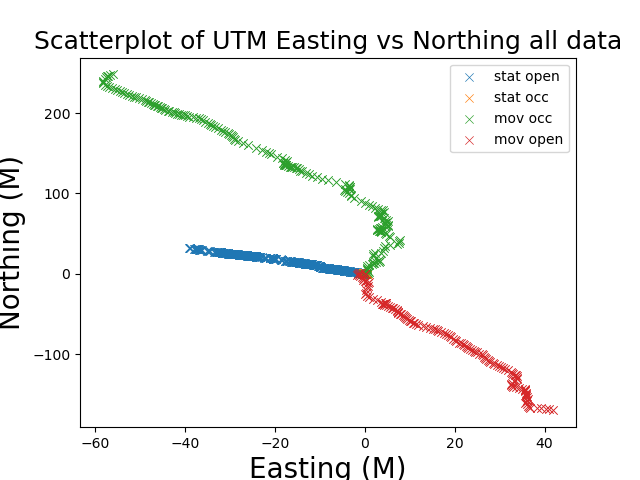 Scatterplot of UTM Easting vs Northing all data
stat open
stat occ
mov occ
mov open
Northing (M)
200
100
0
−100
−60
−40
−20
0
20
40
Easting (M)